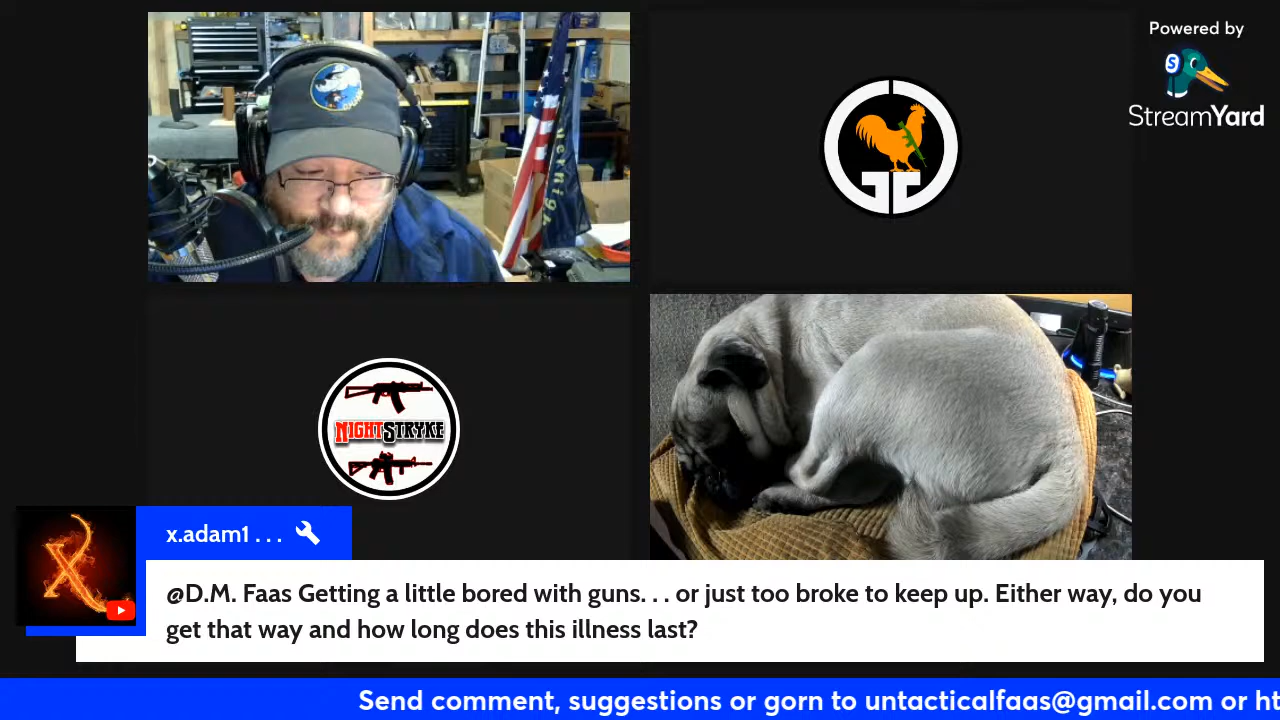 Powered by
S
StreamYard
GG
NIGHTSTRYKE
X
x.adam1 . . .
@D.M. Faas Getting a little bored with guns. . . or just too broke to keep up. Either way, do you
get that way and how long does this illness last?
Send comment, suggestions or gorn to untacticalfaas@gmail.com or ht